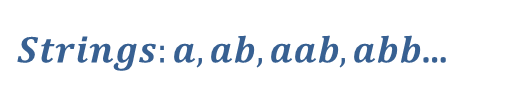 Strings: a, ab, aab, abb...